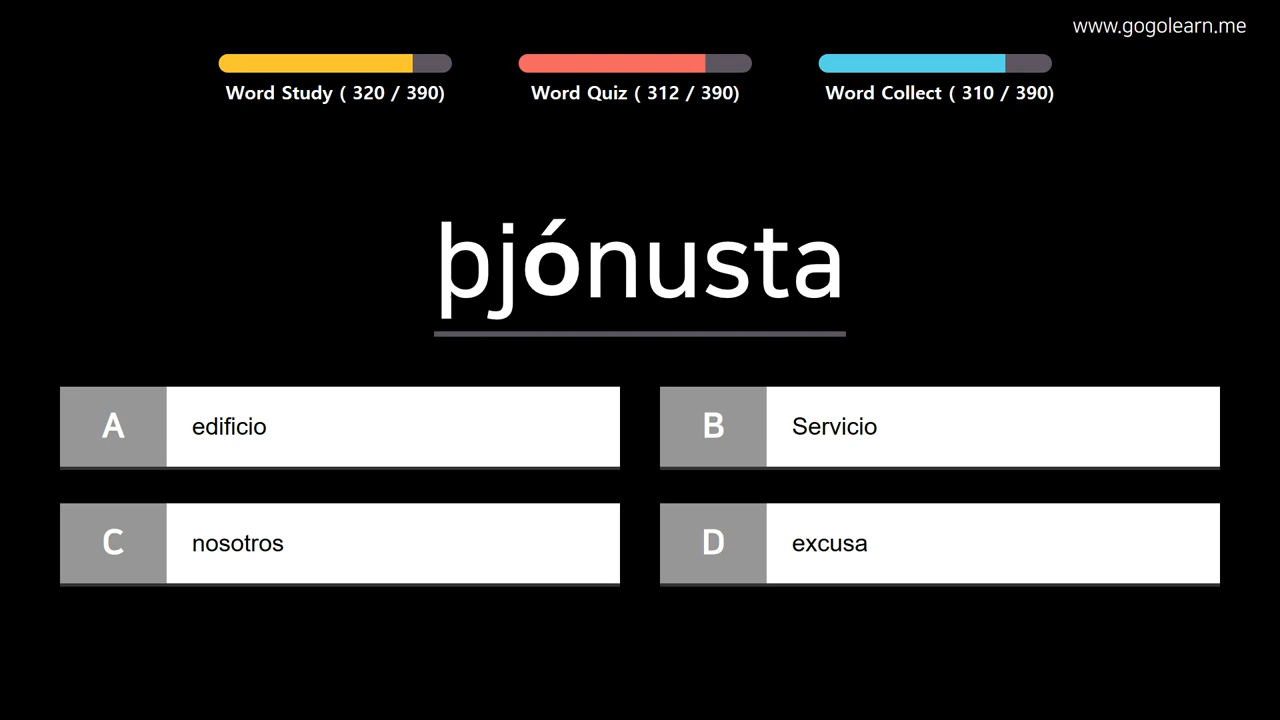 www.gogolearn.me
Word Study ( 320 / 390)
Word Quiz ( 312 / 390)
Word Collect ( 310 / 390)
þjónusta
A edificio
B Servicio
C nosotros
D excusa